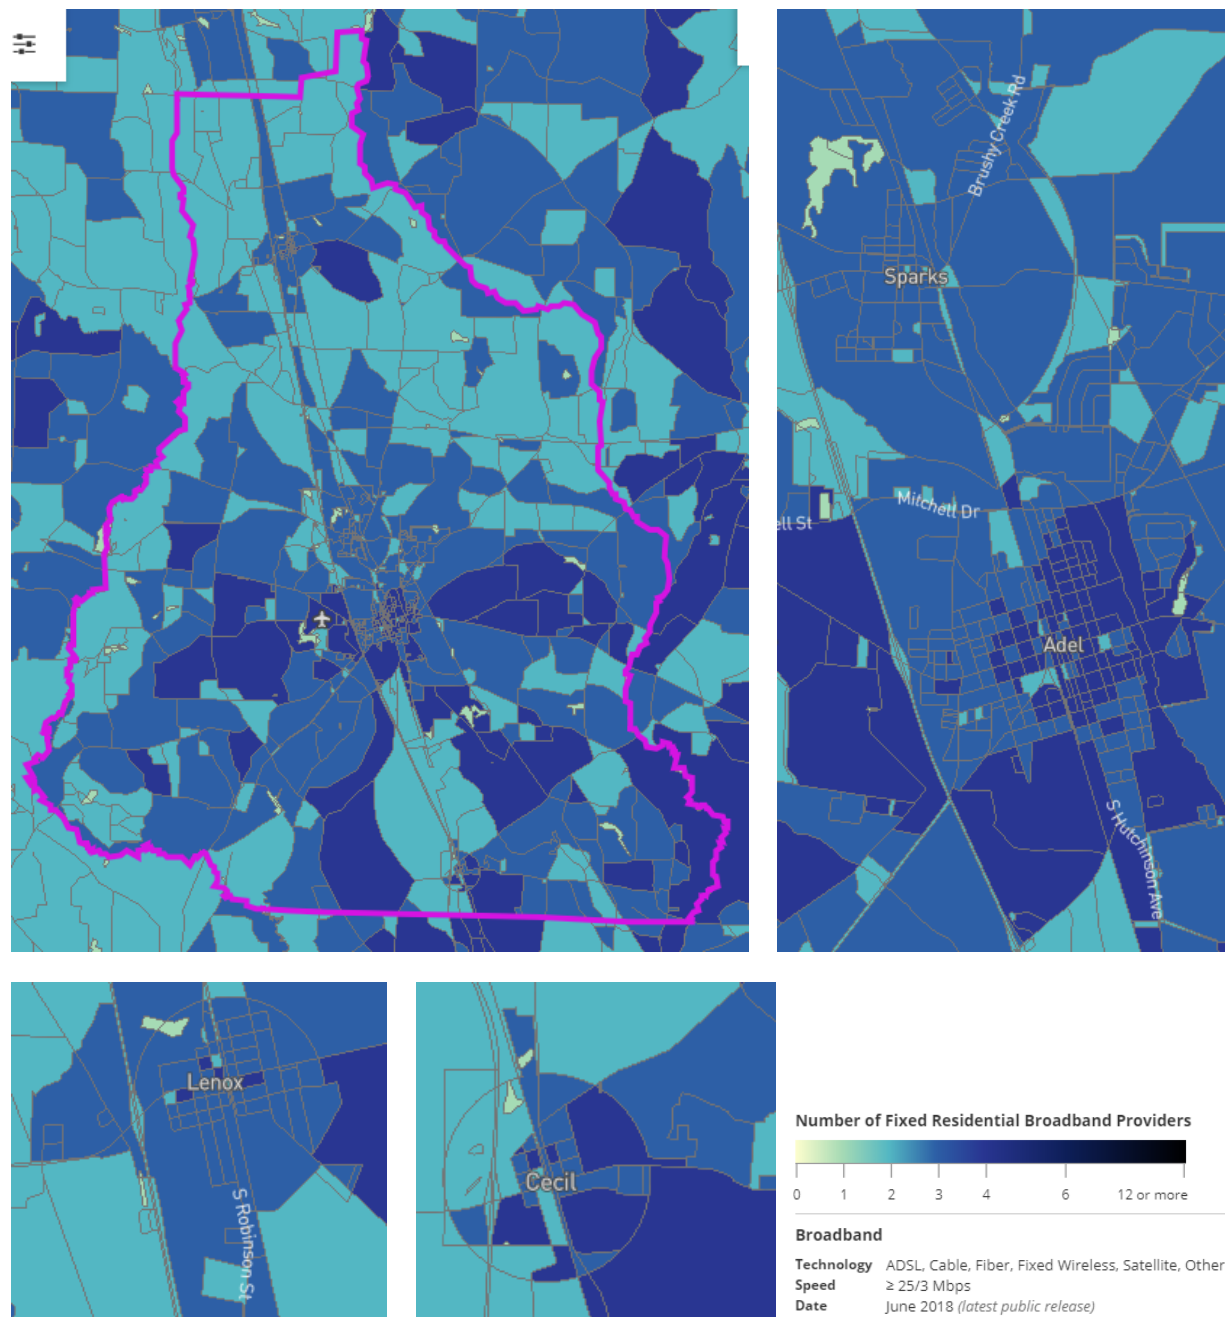 Brushy Creek Rd
Sparks
Mitchell Dr
ell St
Adel
S Hutchinson Ave
Lenox
S Robinson St
Cecil
Number of Fixed Residential Broadband Providers
0 1 2 3 4 6 12 or more
Broadband
Technology ADSL, Cable, Fiber, Fixed Wireless, Satellite, Other
Speed ≥ 25/3 Mbps
Date June 2018 (latest public release)